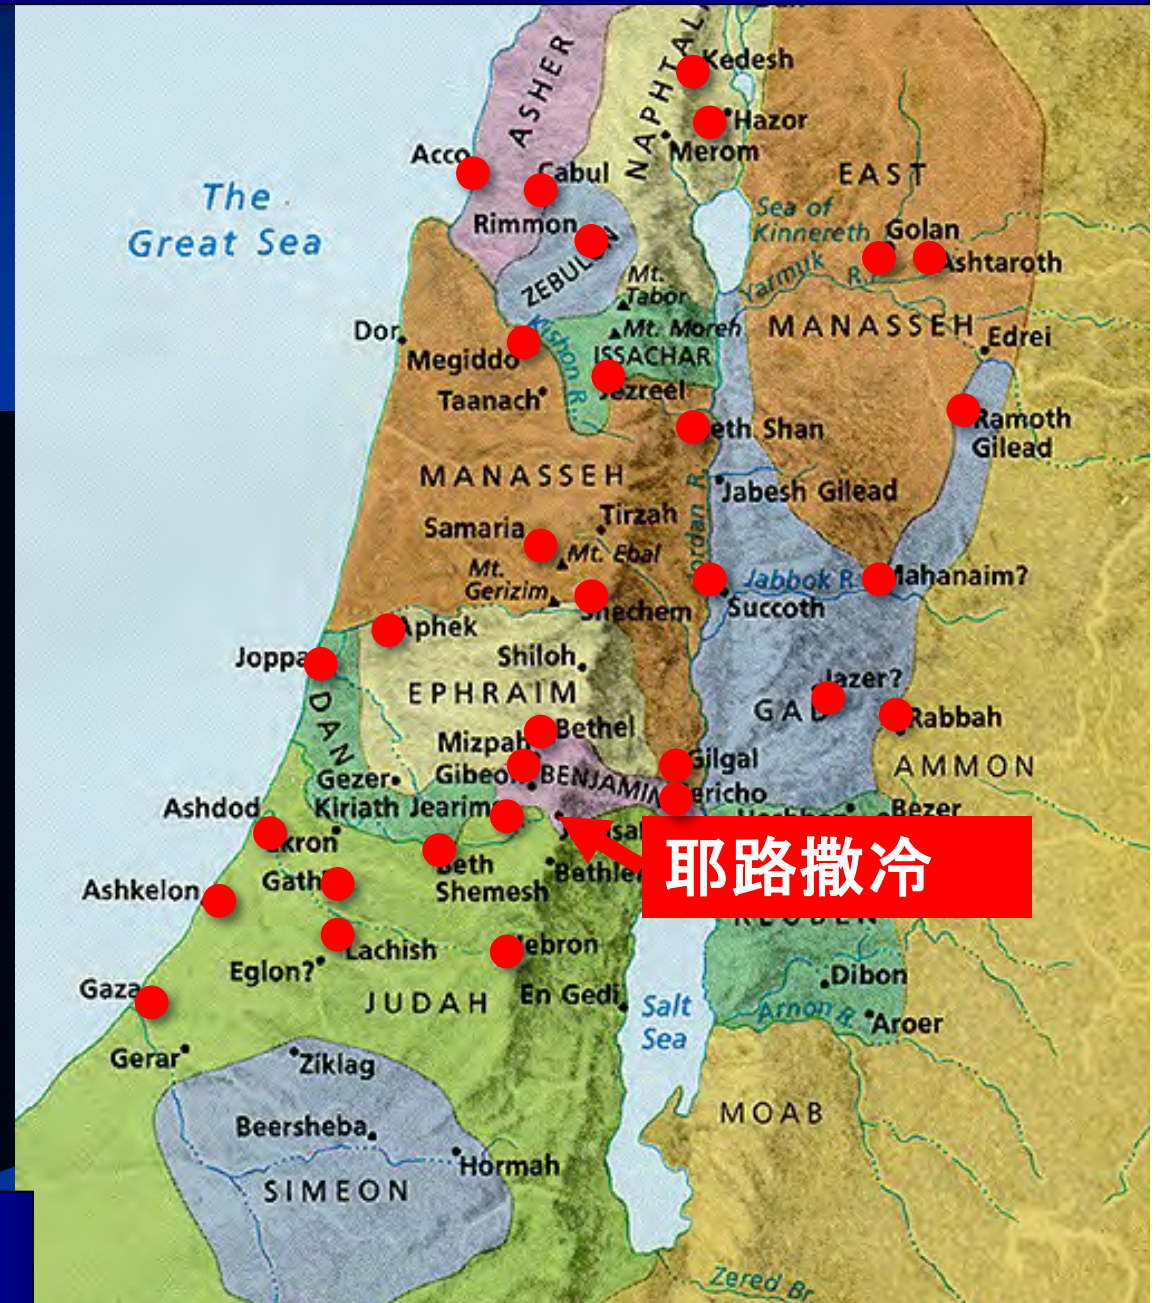 ASHER
NAPHTALI
Kedesh
Hazor
Merom
Acco
Cabul
EAST
The
Great Sea
Sea of
Kinnereth
Rimmon
Golan
Ashtaroth
ZEBULUN
Mt.
Tabor
Yarmuk R.
Dor
Kishon R.
Mt. Moreh
MANASSEH
Edrei
Megiddo
ISSACHAR
Jezreel
Taanach
Beth Shan
Ramoth
Gilead
MANASSEH
Jabesh Gilead
Samaria
Tirzah
Jordan R.
Mt. Ebal
Mt.
Gerizim
Jabbok R.
Mahanaim?
Shechem
Succoth
Aphek
Joppa
Shiloh
EPHRAIM
Jazer?
GAD
Rabbah
DAN
Bethel
Mizpah
Gilgal
AMMON
Gezer
Gibeon
BENJAMIN
Jericho
Ashdod
Kiriath Jearim
Bezer
Ekron
耶路撒冷
Beth
Shemesh
Gath
Ashkelon
REUBEN
Lachish
Hebron
Eglon?
Dibon
Gaza
JUDAH
En Gedi
Salt
Sea
Arnon R.
Aroer
Gerar
Ziklag
MOAB
Beersheba
Hormah
SIMEON
Zered Br